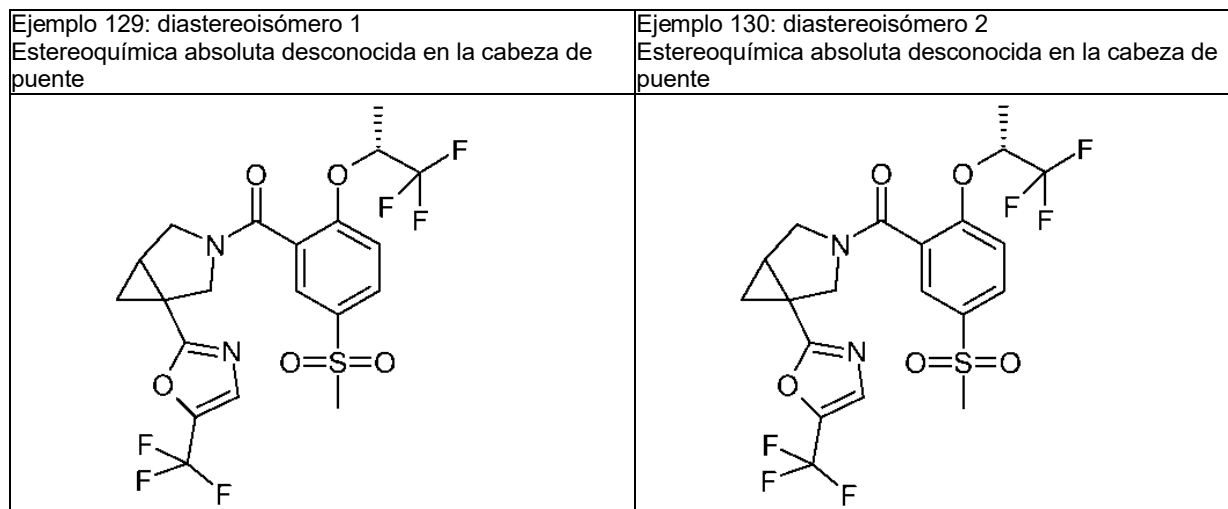 Ejemplo 129: diastereoisómero 1
Estereoquímica absoluta desconocida en la cabeza de
puente
Ejemplo 130: diastereoisómero 2
Estereoquímica absoluta desconocida en la cabeza de
puente
F
O
O
F
F
N
N
O
O=S=O
F
F
F
F
O
O
F
F
N
N
O
O=S=O
F
F
F